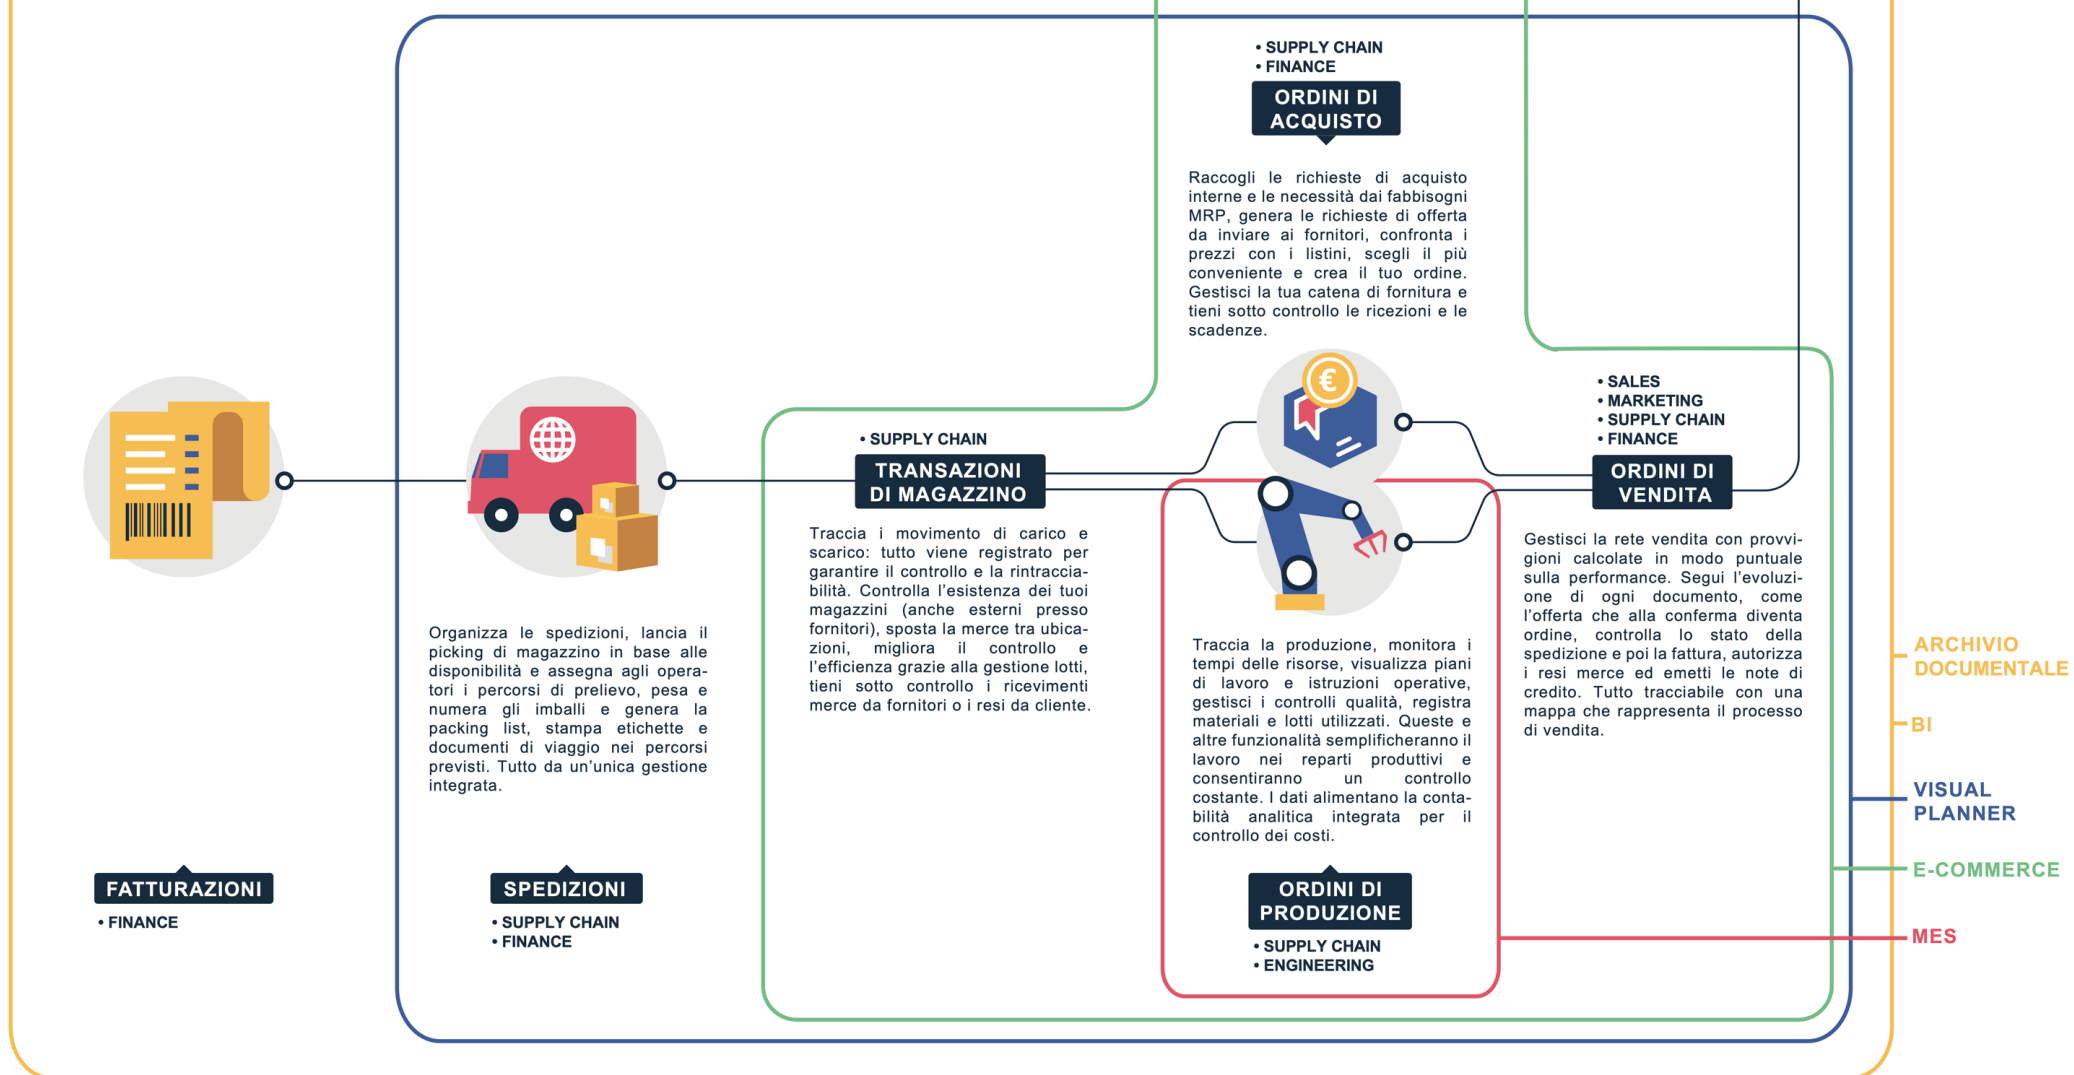 • SUPPLY CHAIN
• FINANCE
ORDINI DI
ACQUISTO
Raccogli le richieste di acquisto
interne e le necessità dai fabbisogni
MRP, genera le richieste di offerta
da inviare ai fornitori, confronta i
prezzi con i listini, scegli il più
conveniente e crea il tuo ordine.
Gestisci la tua catena di fornitura e
tieni sotto controllo le ricezioni e le
scadenze.
€
• SALES
• MARKETING
• SUPPLY CHAIN
• FINANCE
ORDINI DI
VENDITA
Gestisci la rete vendita con provvi-
gioni calcolate in modo puntuale
sulla performance. Segui l'evoluzi-
one di ogni documento, come
l'offerta che alla conferma diventa
ordine, controlla lo stato della
spedizione e poi la fattura, autorizza
i resi merce ed emetti le note di
credito. Tutto tracciabile con una
mappa che rappresenta il processo
di vendita.
• SUPPLY CHAIN
TRANSAZIONI
DI MAGAZZINO
Traccia i movimento di carico e
scarico: tutto viene registrato per
garantire il controllo e la rintraccia-
bilità. Controlla l'esistenza dei tuoi
magazzini (anche esterni presso
fornitori), sposta la merce tra ubica-
zioni, migliora il controllo e
l'efficienza grazie alla gestione lotti,
tieni sotto controllo i ricevimenti
merce da fornitori o i resi da cliente.
Traccia la produzione, monitora i
tempi delle risorse, visualizza piani
di lavoro e istruzioni operative,
gestisci i controlli qualità, registra
materiali e lotti utilizzati. Queste e
altre funzionalità semplificheranno il
lavoro nei reparti produttivi e
consentiranno un controllo
costante. I dati alimentano la conta-
bilità analitica integrata per il
controllo dei costi.
ORDINI DI
PRODUZIONE
• SUPPLY CHAIN
• ENGINEERING
Organizza le spedizioni, lancia il
picking di magazzino in base alle
disponibilità e assegna agli opera-
tori i percorsi di prelievo, pesa e
numera gli imballi e genera la
packing list, stampa etichette e
documenti di viaggio nei percorsi
previsti. Tutto da un'unica gestione
integrata.
SPEDIZIONI
• SUPPLY CHAIN
• FINANCE
FATTURAZIONI
• FINANCE
ARCHIVIO
DOCUMENTALE
BI
VISUAL
PLANNER
E-COMMERCE
MES